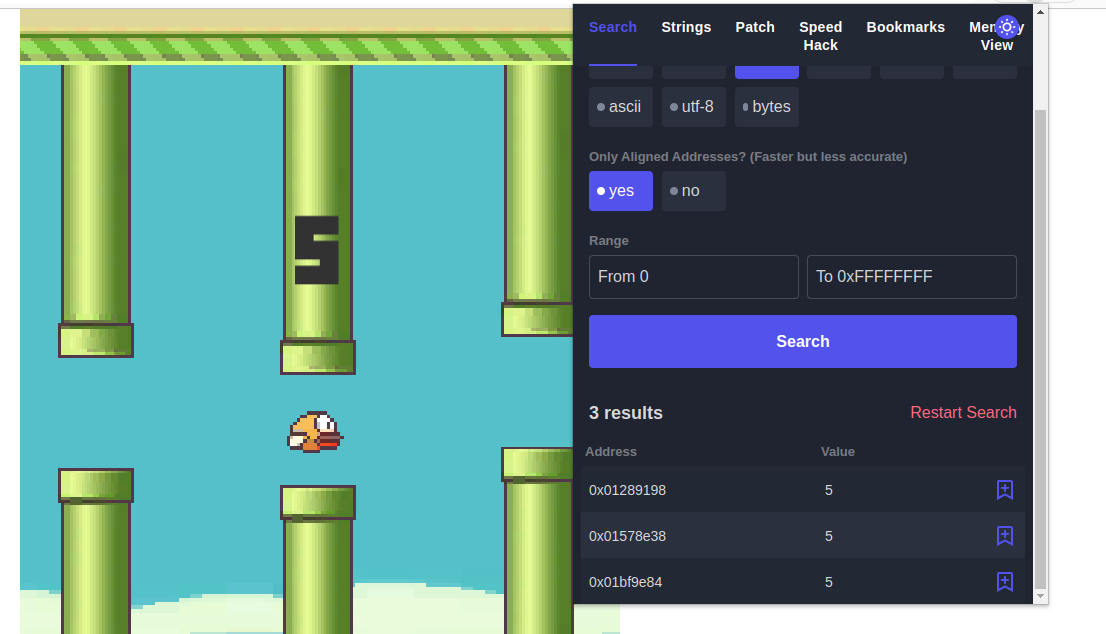 5
Search
Strings
Patch
Speed
Hack
Bookmarks
Memory
View
ascii
utf-8
bytes
Only Aligned Addresses? (Faster but less accurate)
yes
no
Range
From 0
To 0xFFFFFFFF
Search
3 results
Restart Search
Address
Value
0x01289198
5
0x01578e38
5
0x01bf9e84
5